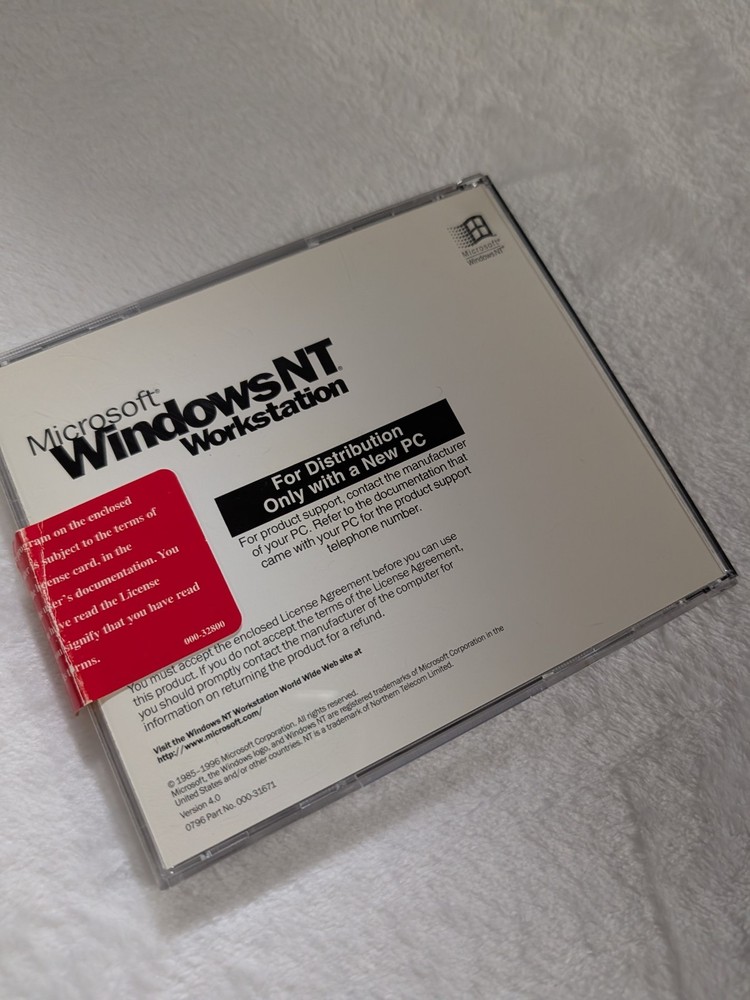 Microsoft®
WindowsNT®
Microsoft®
WindowsNT®
Workstation
For Distribution
Only with a New PC
For product support, contact the manufacturer
of your PC. Refer to the documentation that
came with your PC for the product support
telephone number.
on the enclosed
subject to the terms of
card, in the
documentation. You
read the License
signify that you have read
000-32800
You must accept the enclosed License Agreement before you can use
this product. If you do not accept the terms of the License Agreement,
you should promptly contact the manufacturer of the computer for
information on returning the product for a refund.
Visit the Windows NT Workstation World Wide Web site at
http://www.microsoft.com/
© 1985–1996 Microsoft Corporation. All rights reserved.
Microsoft, the Windows logo, and Windows NT are registered trademarks of Microsoft Corporation in the
United States and/or other countries. NT is a trademark of Northern Telecom Limited.
Version 4.0
0796 Part No. 000-31671